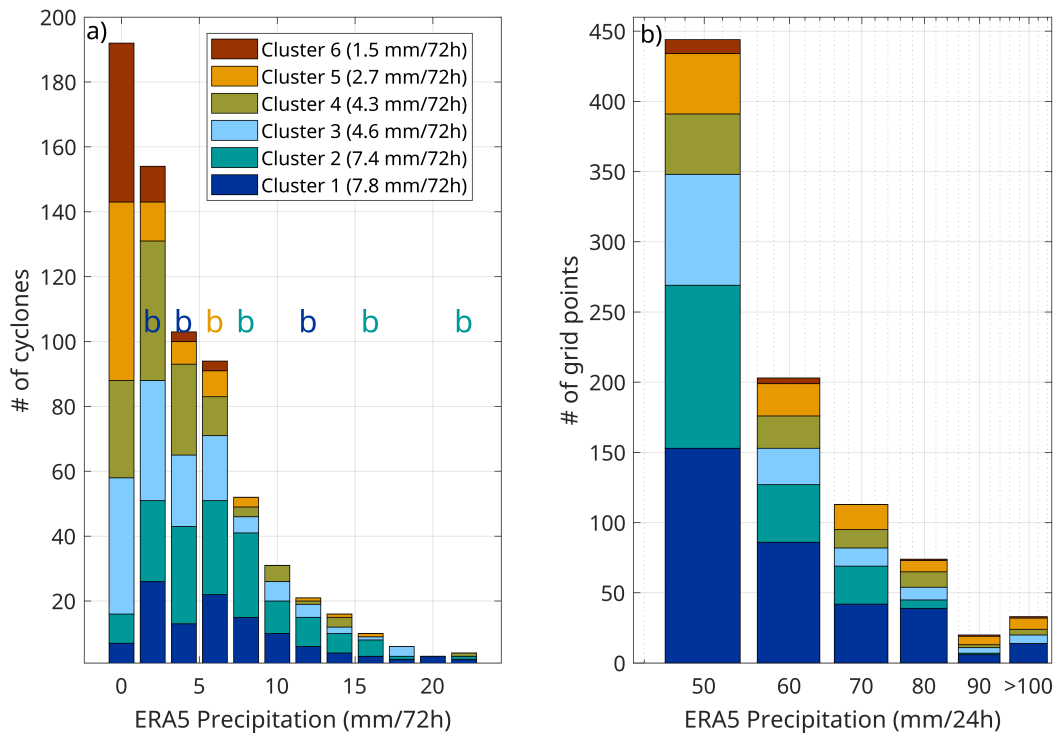 a)
Cluster 6 (1.5 mm/72h)
Cluster 5 (2.7 mm/72h)
Cluster 4 (4.3 mm/72h)
Cluster 3 (4.6 mm/72h)
Cluster 2 (7.4 mm/72h)
Cluster 1 (7.8 mm/72h)
b b b b b b b
200
180
160
140
120
100
80
60
40
20
# of cyclones
0 5 10 15 20
ERA5 Precipitation (mm/72h)
b)
450
400
350
300
250
200
150
100
50
0
# of grid points
50 60 70 80 90 >100
ERA5 Precipitation (mm/24h)